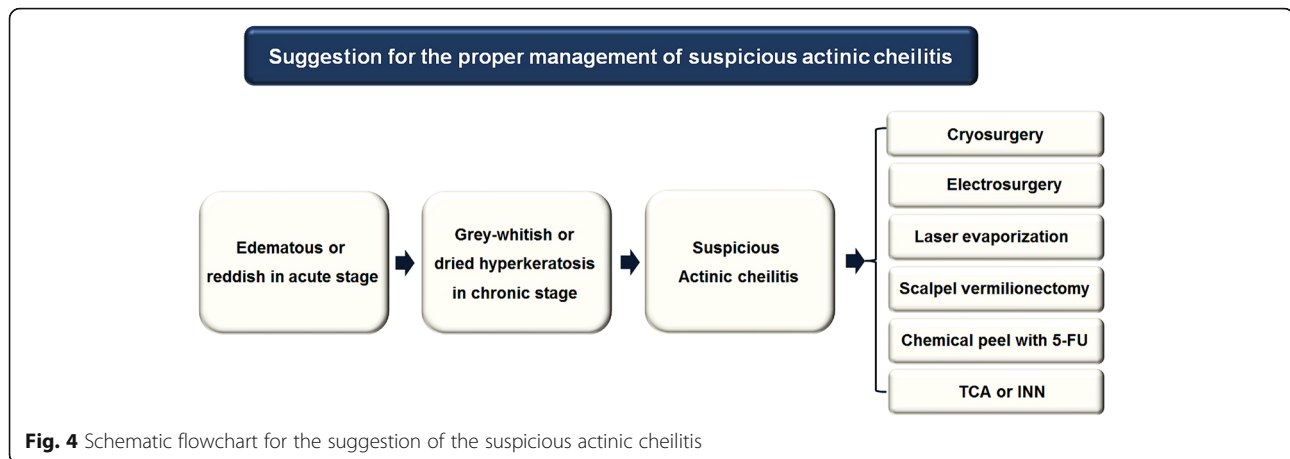 Suggestion for the proper management of suspicious actinic cheilitis
Edematous or
reddish in acute stage
Grey-whitish or
dried hyperkeratosis
in chronic stage
Suspicious
Actinic cheilitis
Cryosurgery
Electrosurgery
Laser evaporization
Scalpel vermilionectomy
Chemical peel with 5-FU
TCA or INN
Fig. 4 Schematic flowchart for the suggestion of the suspicious actinic cheilitis